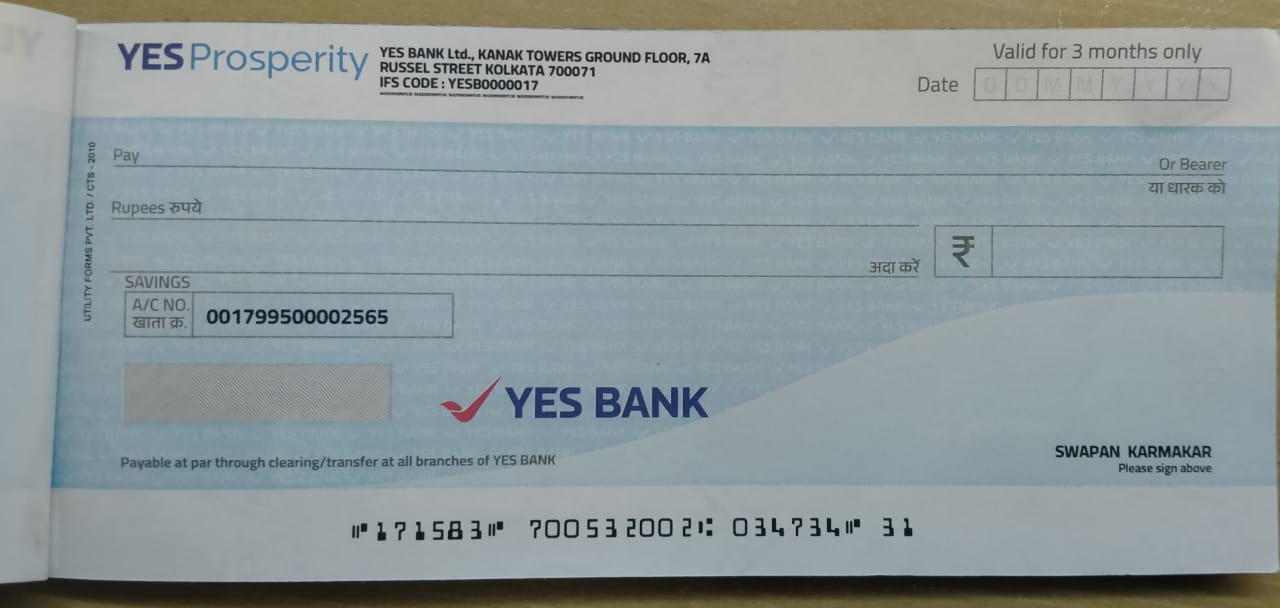 YES Prosperity
YES BANK Ltd., KANAK TOWERS GROUND FLOOR, 7A
RUSSEL STREET KOLKATA 700071
IFS CODE : YESB0000017
Valid for 3 months only
Date D D M M Y Y Y Y
Pay
Or Bearer
या धारक को
Rupees रुपये
अदा करें
₹
SAVINGS
A/C NO.
खाता क्र.
001799500002565
YES BANK
Payable at par through clearing/transfer at all branches of YES BANK
SWAPAN KARMAKAR
Please sign above
⑈171583⑈ 700532002⑆ 034734⑈ 31
UTILITY FORMS PVT. LTD. / CTS - 2010